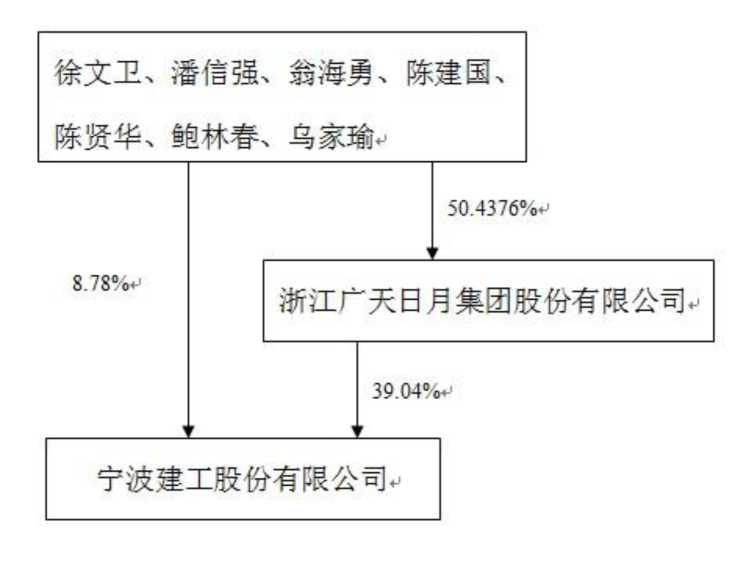 徐文卫、潘信强、翁海勇、陈建国、
陈贤华、鲍林春、乌家瑜↵
50.4376%↵
8.78%↵
浙江广天日月集团股份有限公司↵
39.04%↵
宁波建工股份有限公司↵